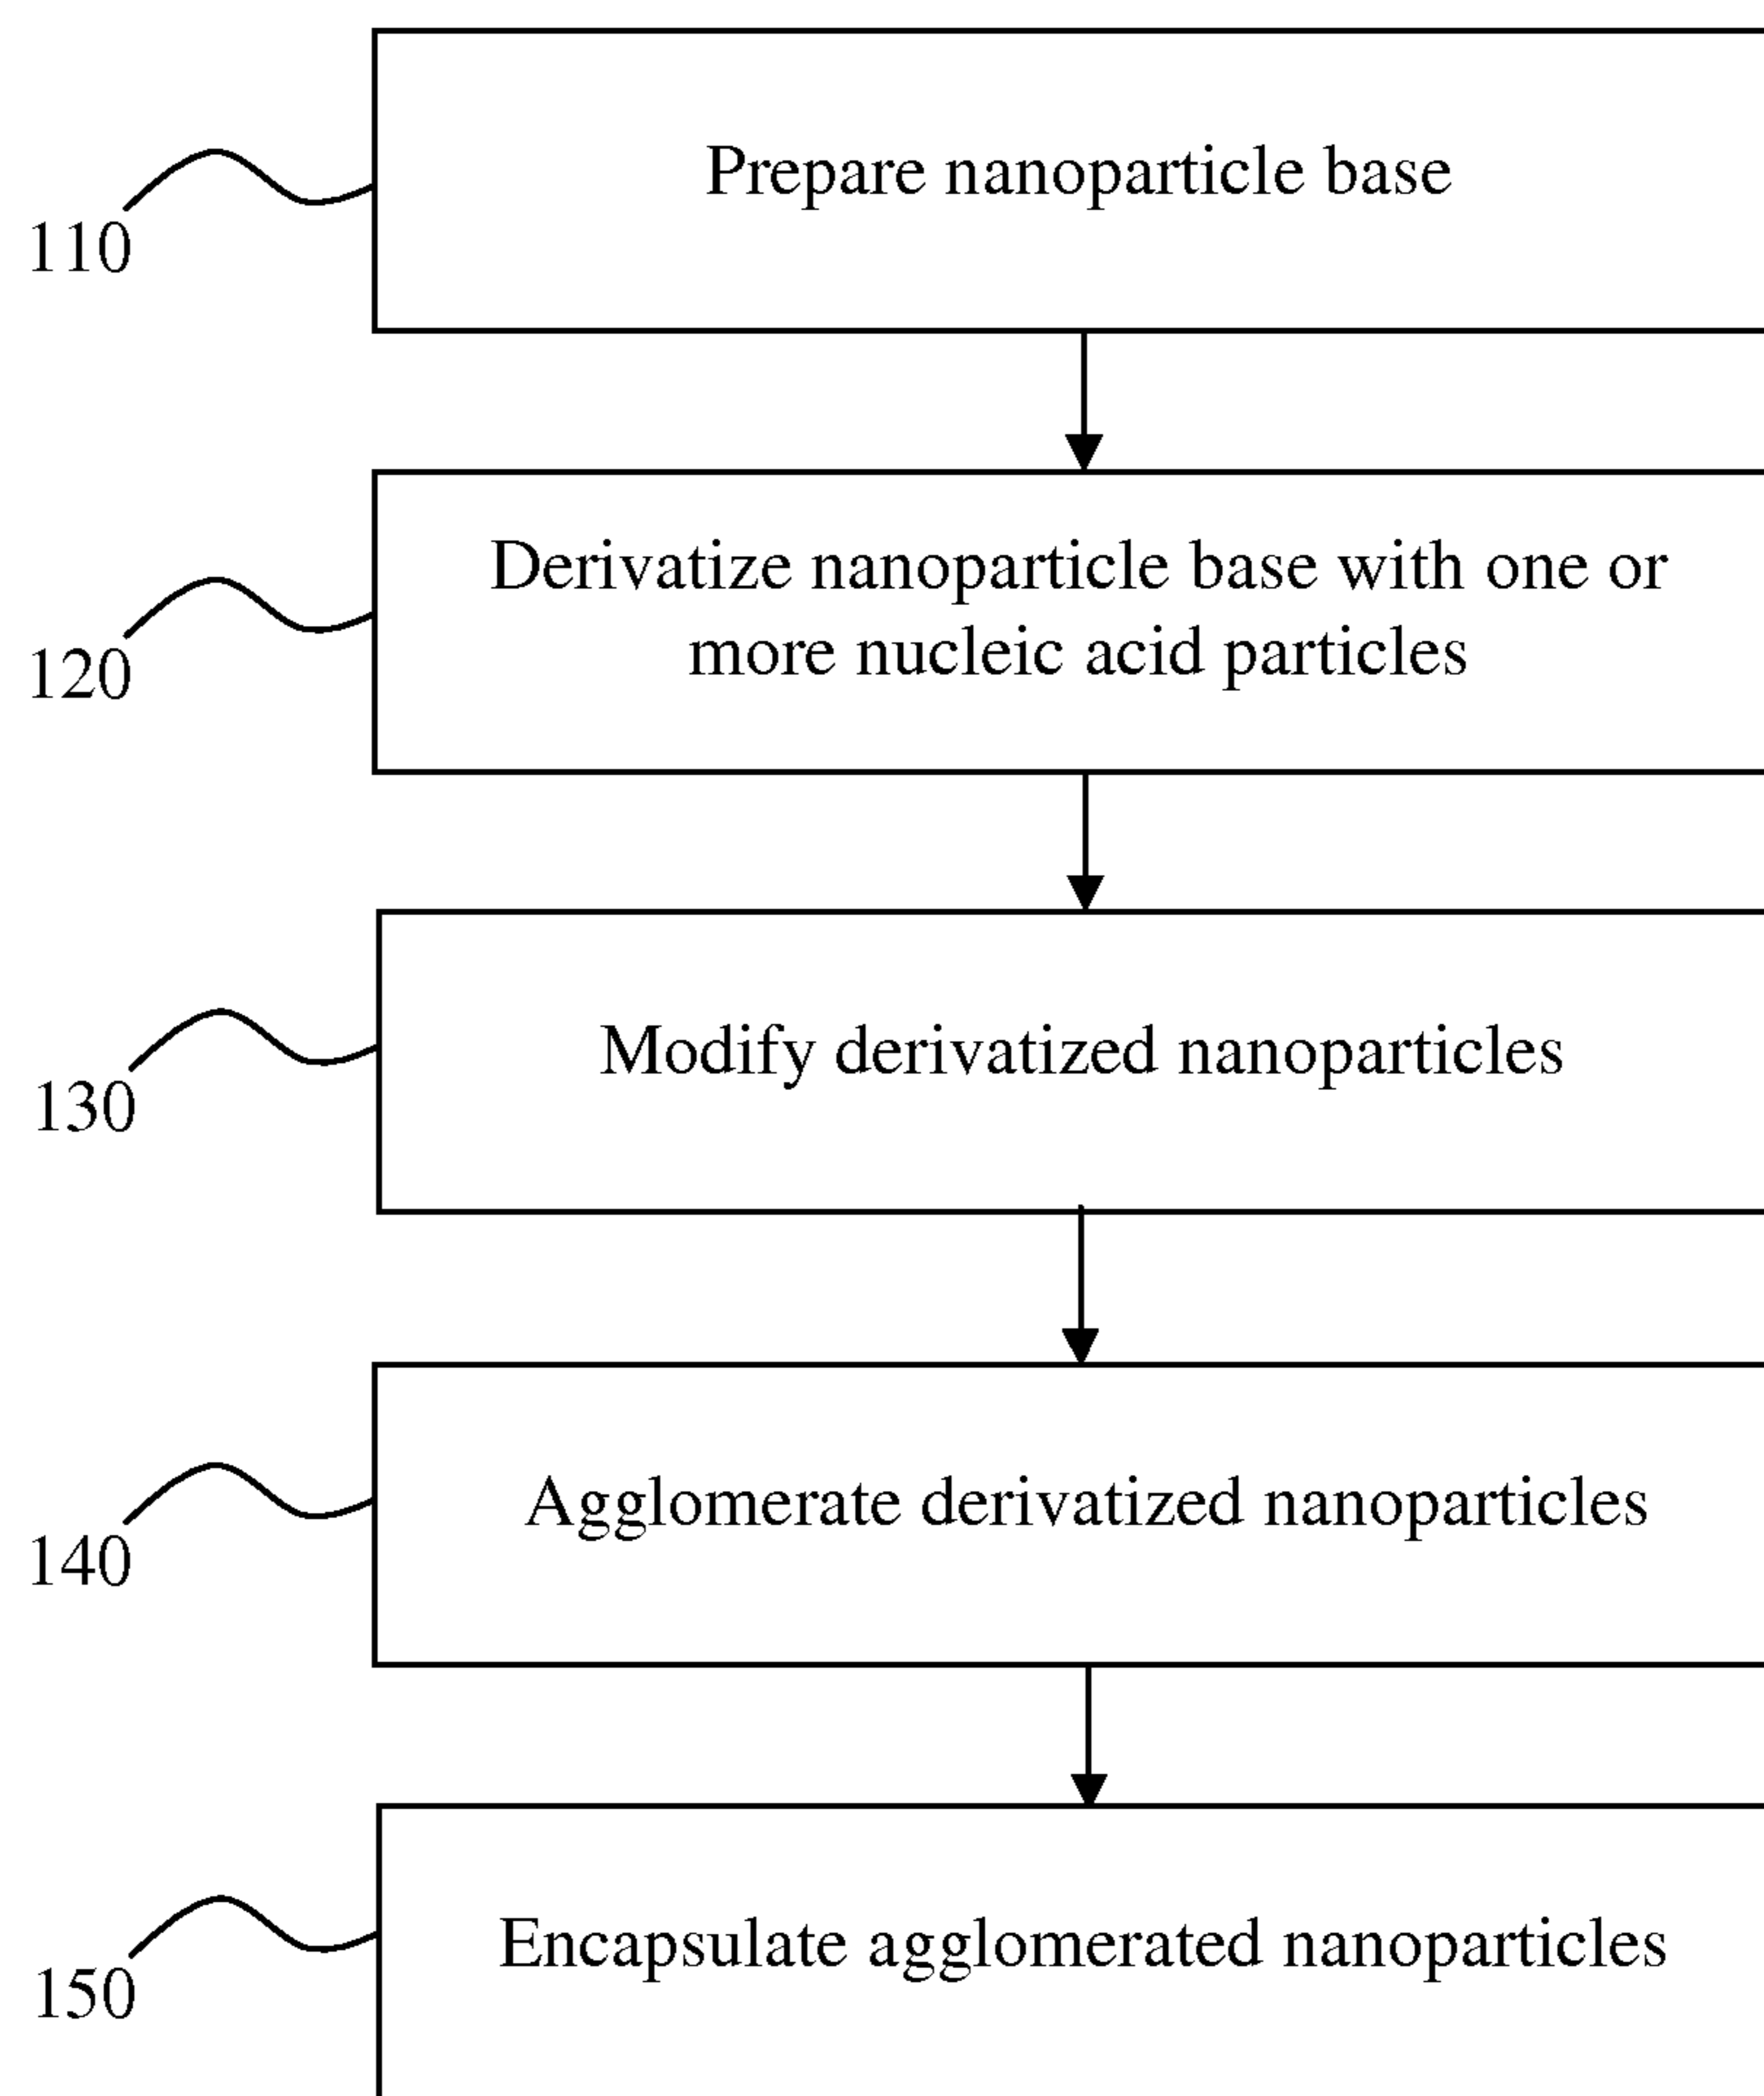 Prepare nanoparticle base
110
Derivatize nanoparticle base with one or
more nucleic acid particles
120
Modify derivatized nanoparticles
130
Agglomerate derivatized nanoparticles
140
Encapsulate agglomerated nanoparticles
150